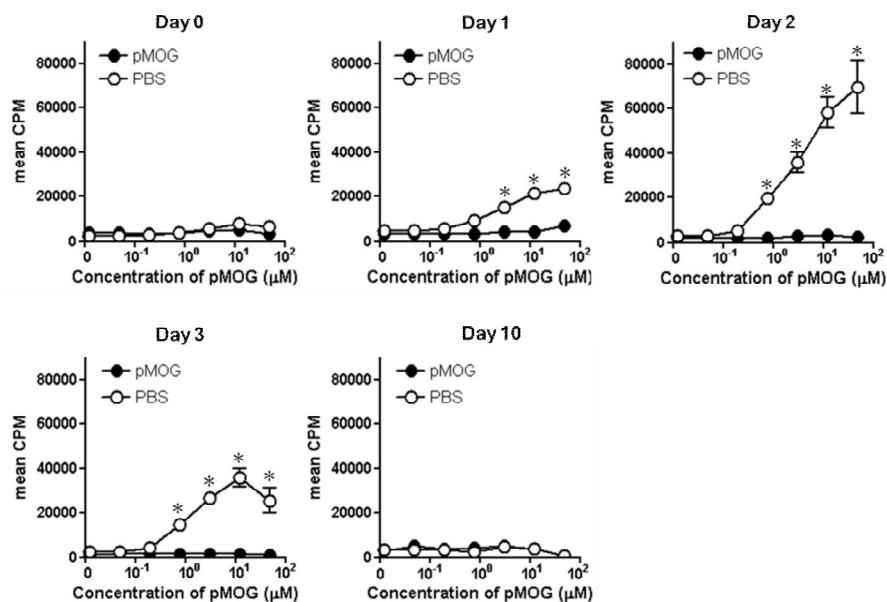 Day 0
pMOG
PBS
80000
60000
40000
20000
0
mean CPM
0 10⁻¹ 10⁰ 10¹ 10²
Concentration of pMOG (µM)
Day 1
pMOG
PBS
80000
60000
40000
20000
0
mean CPM
* * *
0 10⁻¹ 10⁰ 10¹ 10²
Concentration of pMOG (µM)
Day 2
pMOG
PBS
80000
60000
40000
20000
0
mean CPM
* * * *
0 10⁻¹ 10⁰ 10¹ 10²
Concentration of pMOG (µM)
Day 3
pMOG
PBS
80000
60000
40000
20000
0
mean CPM
* * * *
0 10⁻¹ 10⁰ 10¹ 10²
Concentration of pMOG (µM)
Day 10
pMOG
PBS
80000
60000
40000
20000
0
mean CPM
0 10⁻¹ 10⁰ 10¹ 10²
Concentration of pMOG (µM)